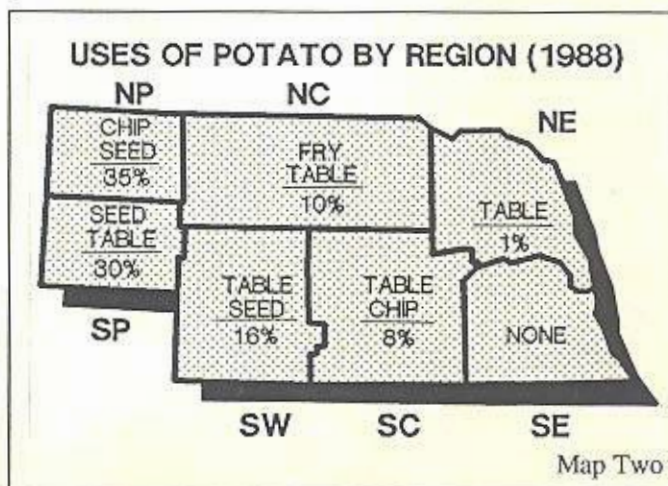 USES OF POTATO BY REGION (1988)
NP
NC
NE
CHIP
SEED
35%
FRY
TABLE
10%
TABLE
1%
SEED
TABLE
30%
TABLE
SEED
16%
TABLE
CHIP
8%
NONE
SP
SW
SC
SE
Map Two